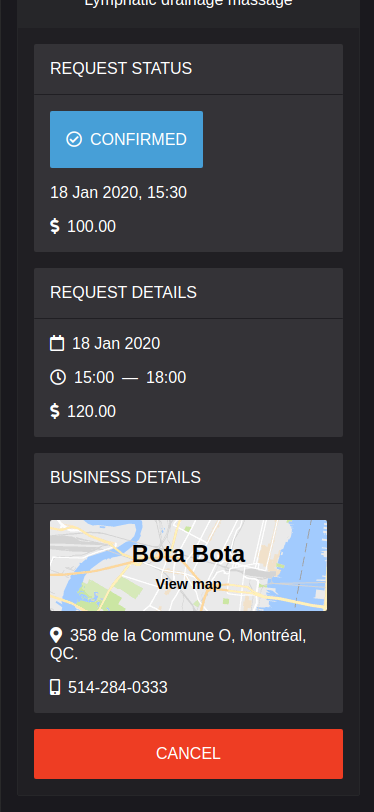 Lymphatic drainage massage
REQUEST STATUS
CONFIRMED
18 Jan 2020, 15:30
$ 100.00
REQUEST DETAILS
18 Jan 2020
15:00 — 18:00
$ 120.00
BUSINESS DETAILS
Bota Bota
View map
358 de la Commune O, Montréal,
QC.
514-284-0333
CANCEL